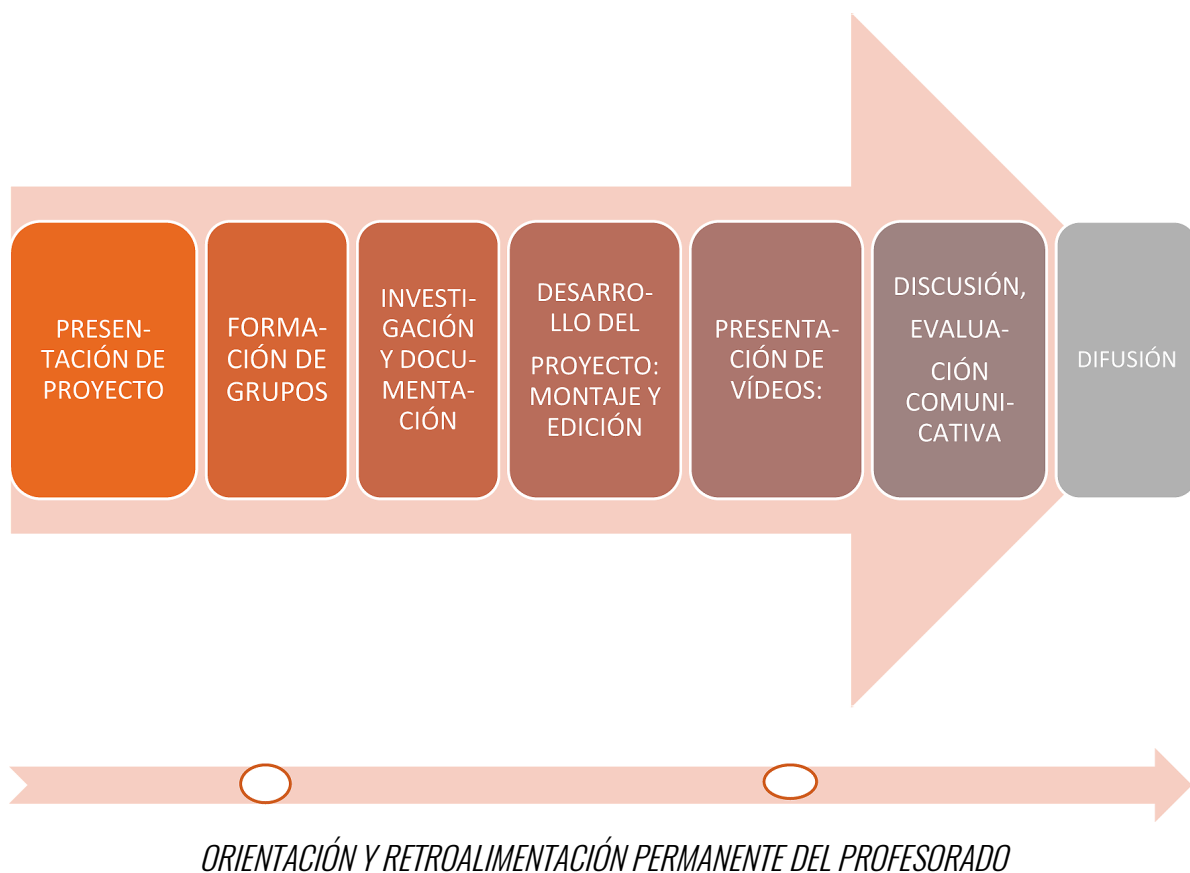 PRESEN-
TACIÓN DE
PROYECTO
FORMA-
CIÓN DE
GRUPOS
INVESTI-
GACIÓN
Y DOCU-
MENTA-
CIÓN
DESARRO-
LLO DEL
PROYECTO:
MONTAJE Y
EDICIÓN
PRESENTA-
CIÓN DE
VÍDEOS:
DISCUSIÓN,
EVALUA-
CIÓN
COMUNI-
CATIVA
DIFUSIÓN
ORIENTACIÓN Y RETROALIMENTACIÓN PERMANENTE DEL PROFESORADO